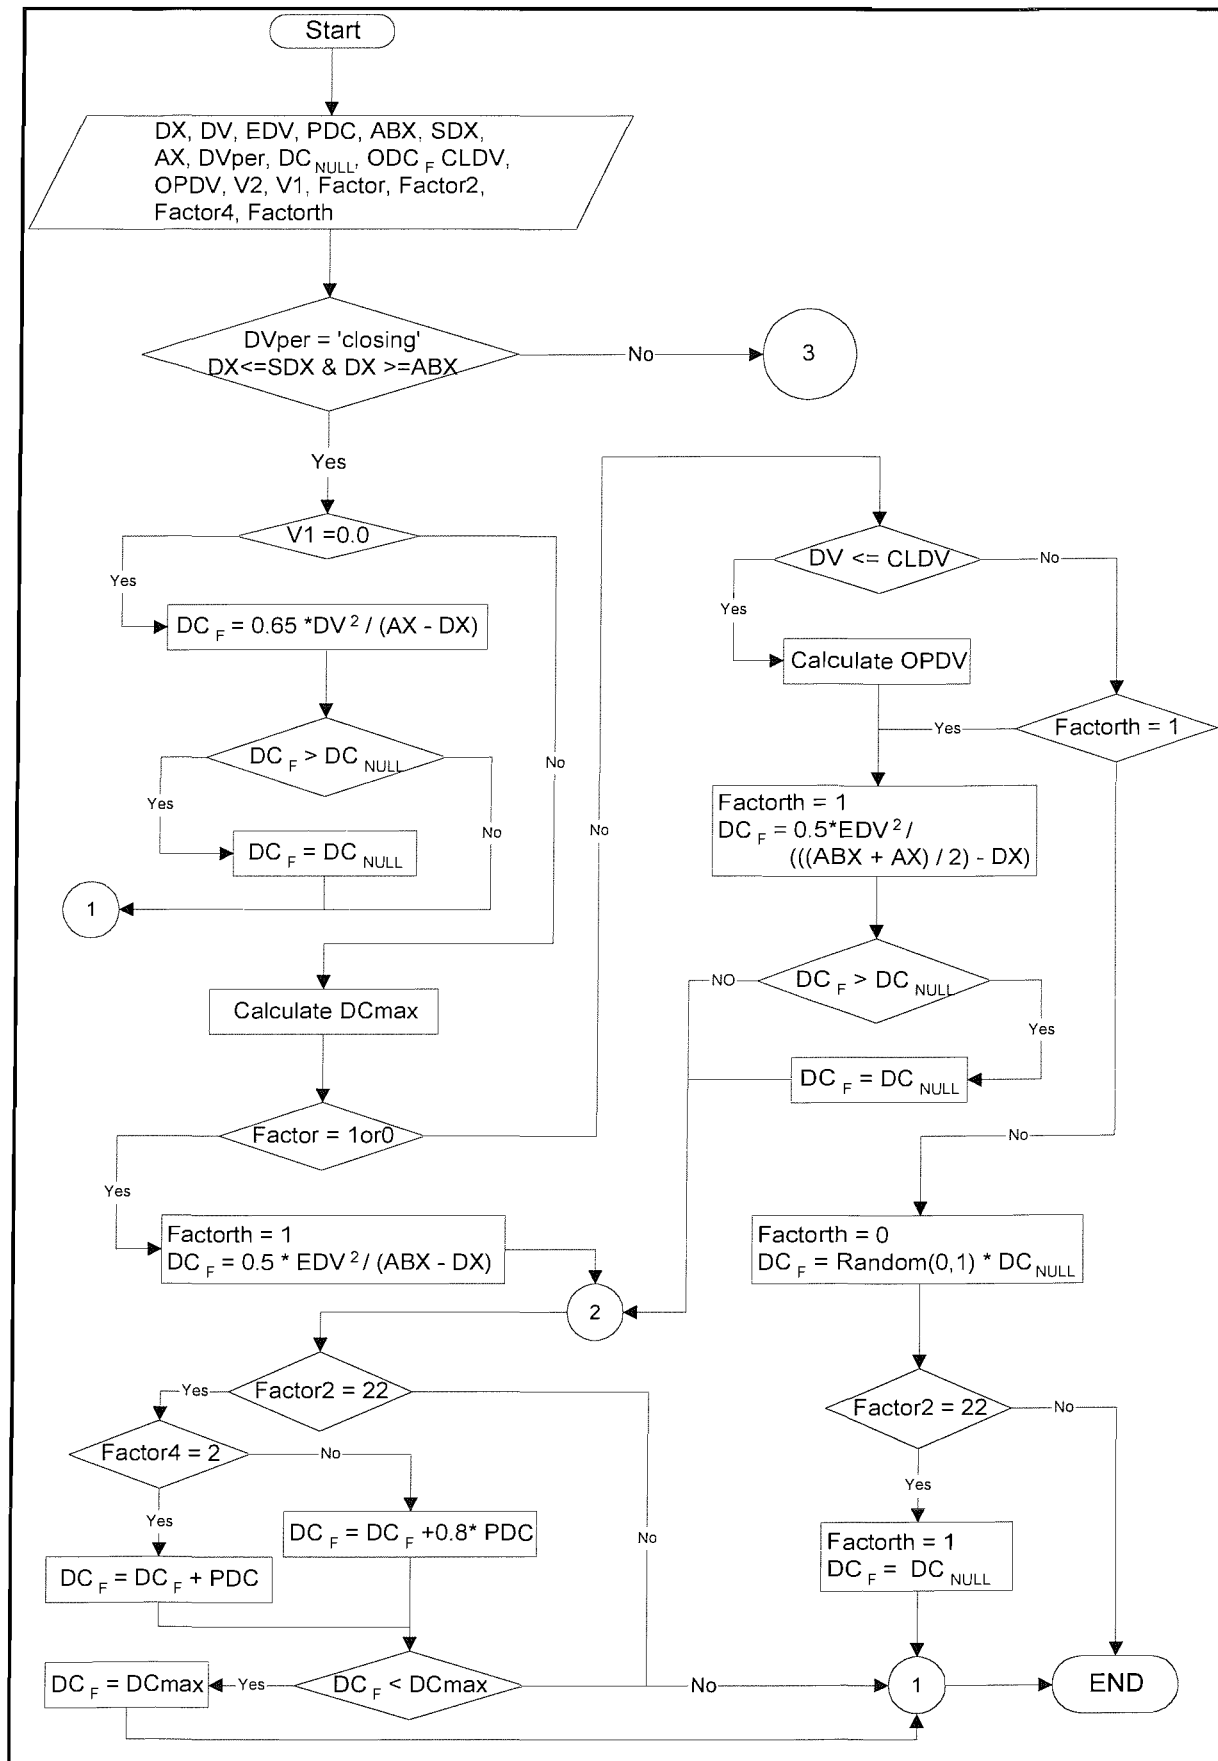 Start
DX, DV, EDV, PDC, ABX, SDX,
AX, DVper, DC NULL, ODC F CLDV,
OPDV, V2, V1, Factor, Factor2,
Factor4, Factorth
DVper = 'closing'
DX<=SDX & DX >=ABX
No
3
Yes
V1 =0.0
Yes
No
DC F = 0.65 *DV 2 / (AX - DX)
DC F > DC NULL
Yes
No
DC F = DC NULL
1
Calculate DCmax
Factor = 1or0
No
Yes
Factorth = 1
DC F = 0.5 * EDV 2 / (ABX - DX)
2
DV <= CLDV
No
Yes
Calculate OPDV
Factorth = 1
Yes
No
Factorth = 1
DC F = 0.5*EDV 2 /
(((ABX + AX) / 2) - DX)
DC F > DC NULL
NO
Yes
DC F = DC NULL
Factorth = 0
DC F = Random(0,1) * DC NULL
Factor2 = 22
No
Yes
Factorth = 1
DC F = DC NULL
Factor2 = 22
Yes
No
Factor4 = 2
No
Yes
DC F = DC F +0.8* PDC
DC F = DC F + PDC
DC F < DCmax
Yes
No
DC F = DCmax
1
END